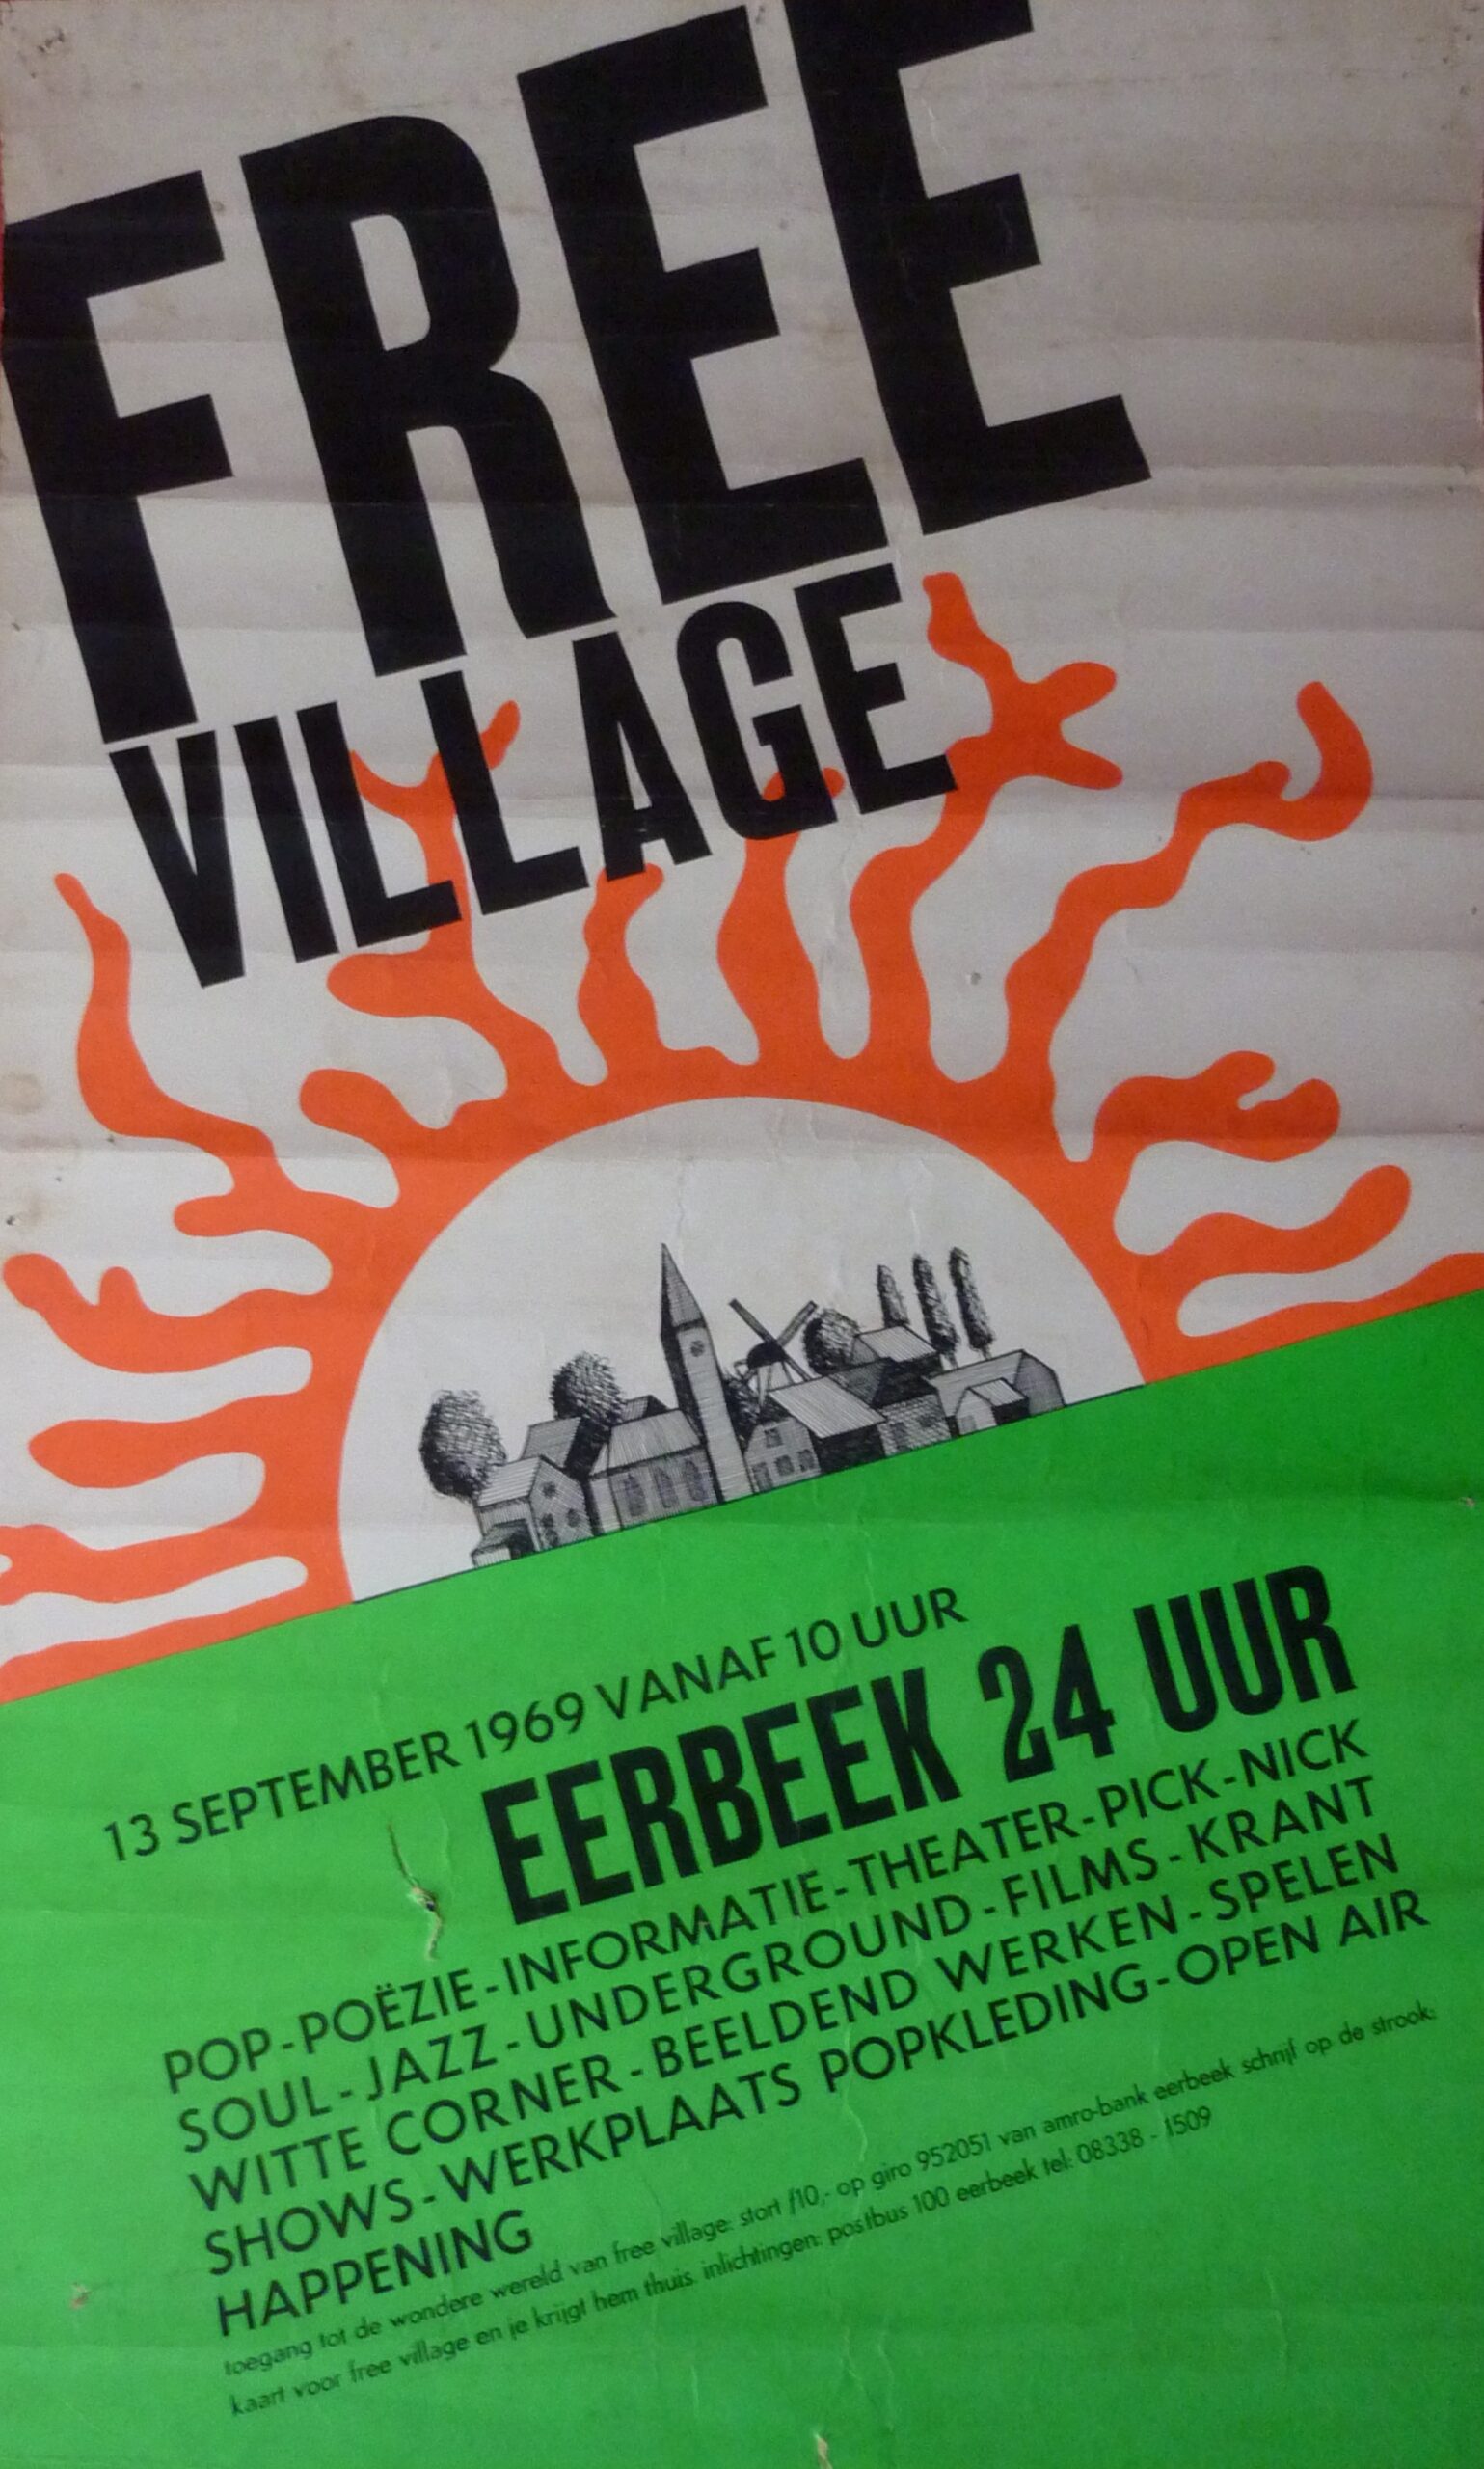 FREE
VILLAGE
13 SEPTEMBER 1969 VANAF 10 UUR
EERBEEK 24 UUR
POP-POËZIE-INFORMATIE-THEATER-PICK-NICK
SOUL-JAZZ-UNDERGROUND-FILMS-KRANT
WITTE CORNER-BEELDEND WERKEN-SPELEN
SHOWS-WERKPLAATS POPKLEDING-OPEN AIR
HAPPENING
toegang tot de wondere wereld van free village: stort f10,- op giro 952051 van amro-bank eerbeek schrijf op de strook:
kaart voor free village en je krijgt hem thuis. inlichtingen: postbus 100 eerbeek tel: 08338 - 1509